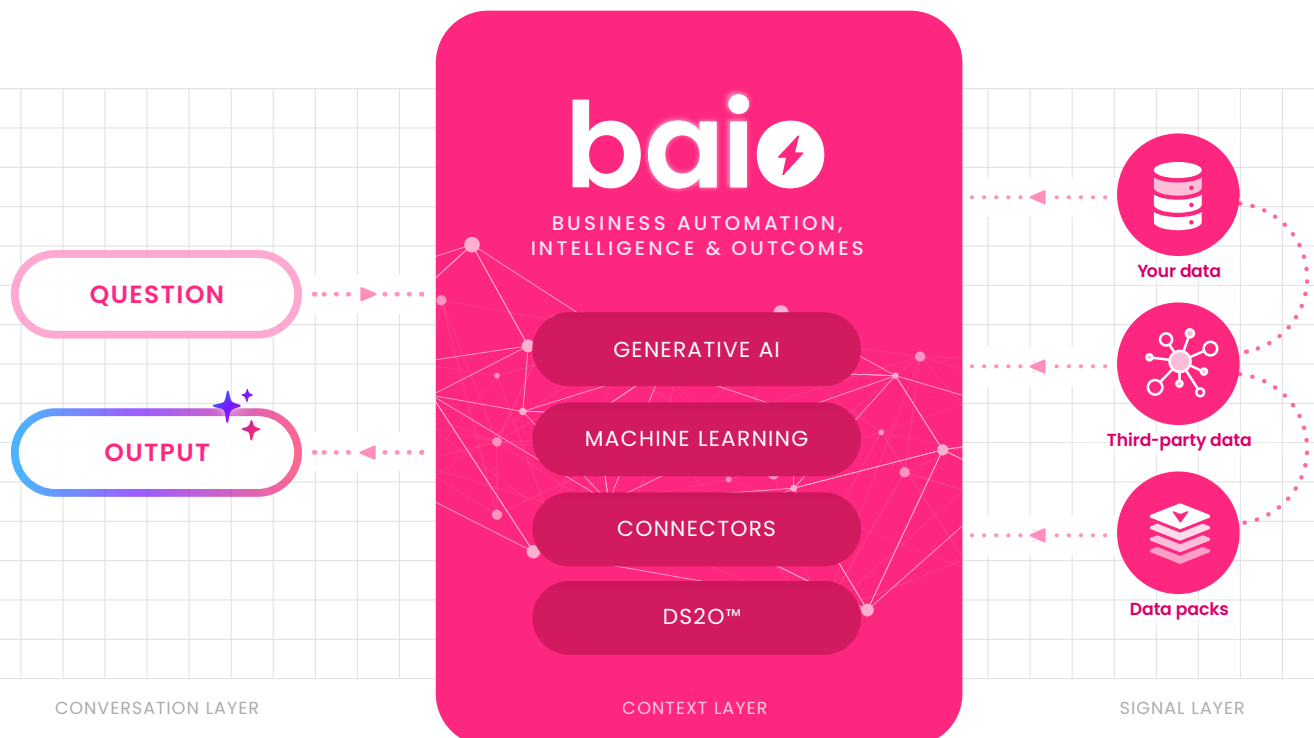 baio
BUSINESS AUTOMATION,
INTELLIGENCE & OUTCOMES
QUESTION
OUTPUT
GENERATIVE AI
MACHINE LEARNING
CONNECTORS
DS2O™
Your data
Third-party data
Data packs
CONVERSATION LAYER
CONTEXT LAYER
SIGNAL LAYER